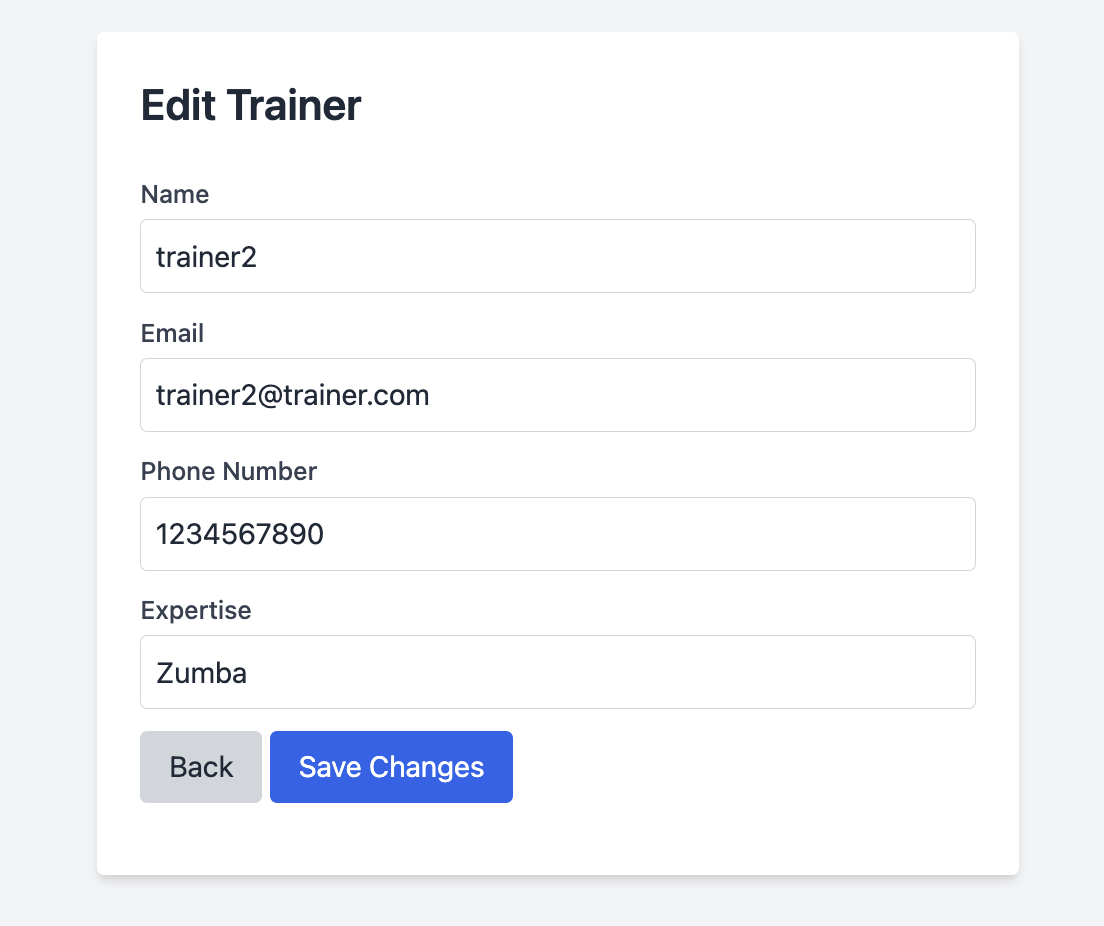 Edit Trainer
Name
trainer2
Email
trainer2@trainer.com
Phone Number
1234567890
Expertise
Zumba
Back Save Changes